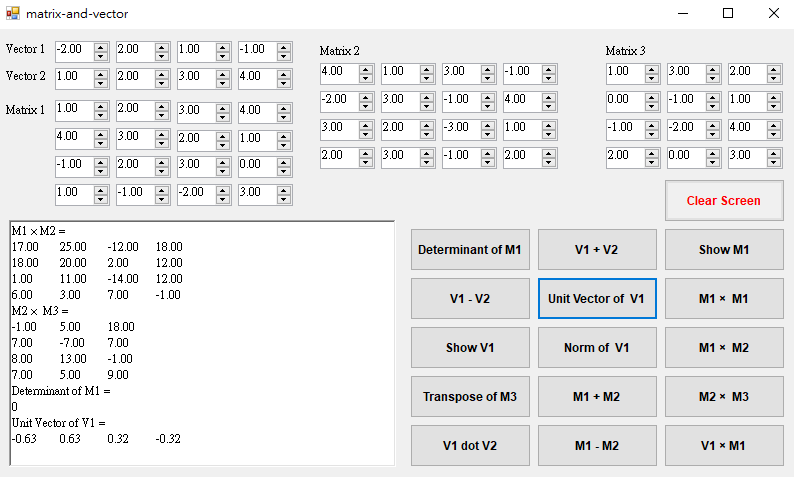 matrix-and-vector
Vector 1 -2.00 2.00 1.00 -1.00
Vector 2 1.00 2.00 3.00 4.00
Matrix 1 1.00 2.00 3.00 4.00
4.00 3.00 2.00 1.00
-1.00 2.00 3.00 0.00
1.00 -1.00 -2.00 3.00
Matrix 2
4.00 1.00 3.00 -1.00
-2.00 3.00 -1.00 4.00
3.00 2.00 -3.00 1.00
2.00 3.00 -1.00 2.00
Matrix 3
1.00 3.00 2.00
0.00 -1.00 1.00
-1.00 -2.00 4.00
2.00 0.00 3.00
Clear Screen
M1 × M2 =
17.00 25.00 -12.00 18.00
18.00 20.00 2.00 12.00
1.00 11.00 -14.00 12.00
6.00 3.00 7.00 -1.00
M2 × M3 =
-1.00 5.00 18.00
7.00 -7.00 7.00
8.00 13.00 -1.00
7.00 5.00 9.00
Determinant of M1 =
0
Unit Vector of V1 =
-0.63 0.63 0.32 -0.32
Determinant of M1 V1 + V2 Show M1
V1 - V2 Unit Vector of V1 M1 × M1
Show V1 Norm of V1 M1 × M2
Transpose of M3 M1 + M2 M2 × M3
V1 dot V2 M1 - M2 V1 × M1